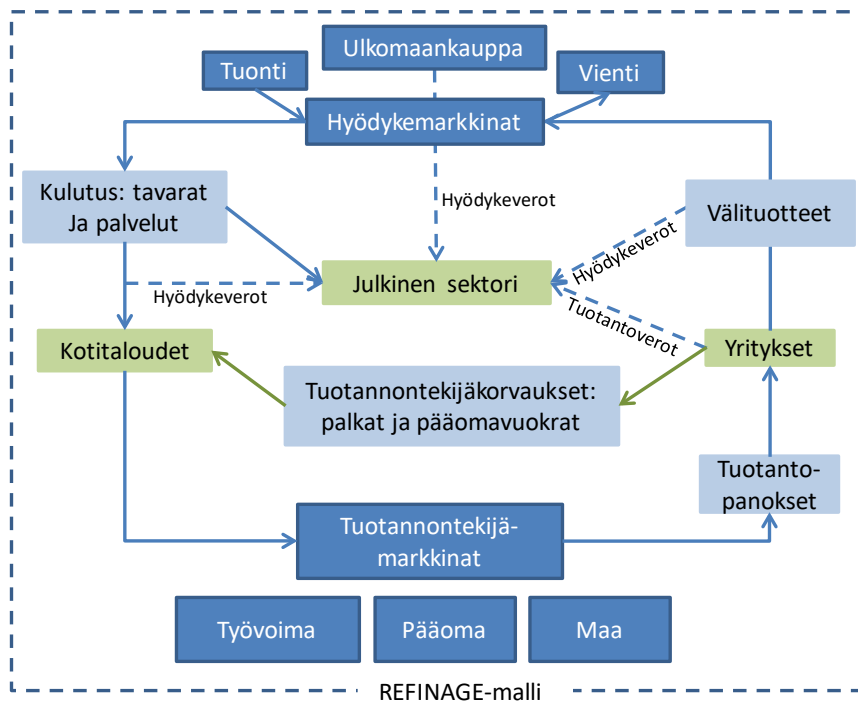 Ulkomaankauppa
Tuonti
Vienti
Hyödykemarkkinat
Kulutus: tavarat
Ja palvelut
Hyödykeverot
Välituotteet
Hyödykeverot
Julkinen sektori
Hyödykeverot
Tuotantoverot
Kotitaloudet
Yritykset
Tuotannontekijäkorvaukset:
palkat ja pääomavuokrat
Tuotanto-
panokset
Tuotannontekijä-
markkinat
Työvoima
Pääoma
Maa
REFINAGE-malli